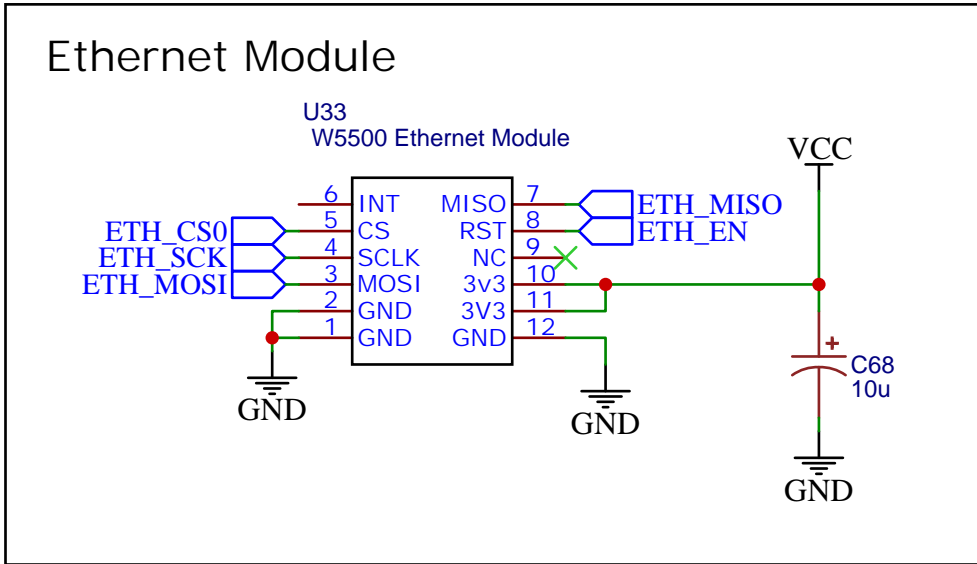 Ethernet Module
U33
W5500 Ethernet Module
VCC
6 INT MISO 7 ETH_MISO
ETH_CS0 5 CS RST 8 ETH_EN
ETH_SCK 4 SCLK NC 9
ETH_MOSI 3 MOSI 3v3 10
2 GND 3V3 11
1 GND GND 12
+
C68
10u
GND
GND
GND